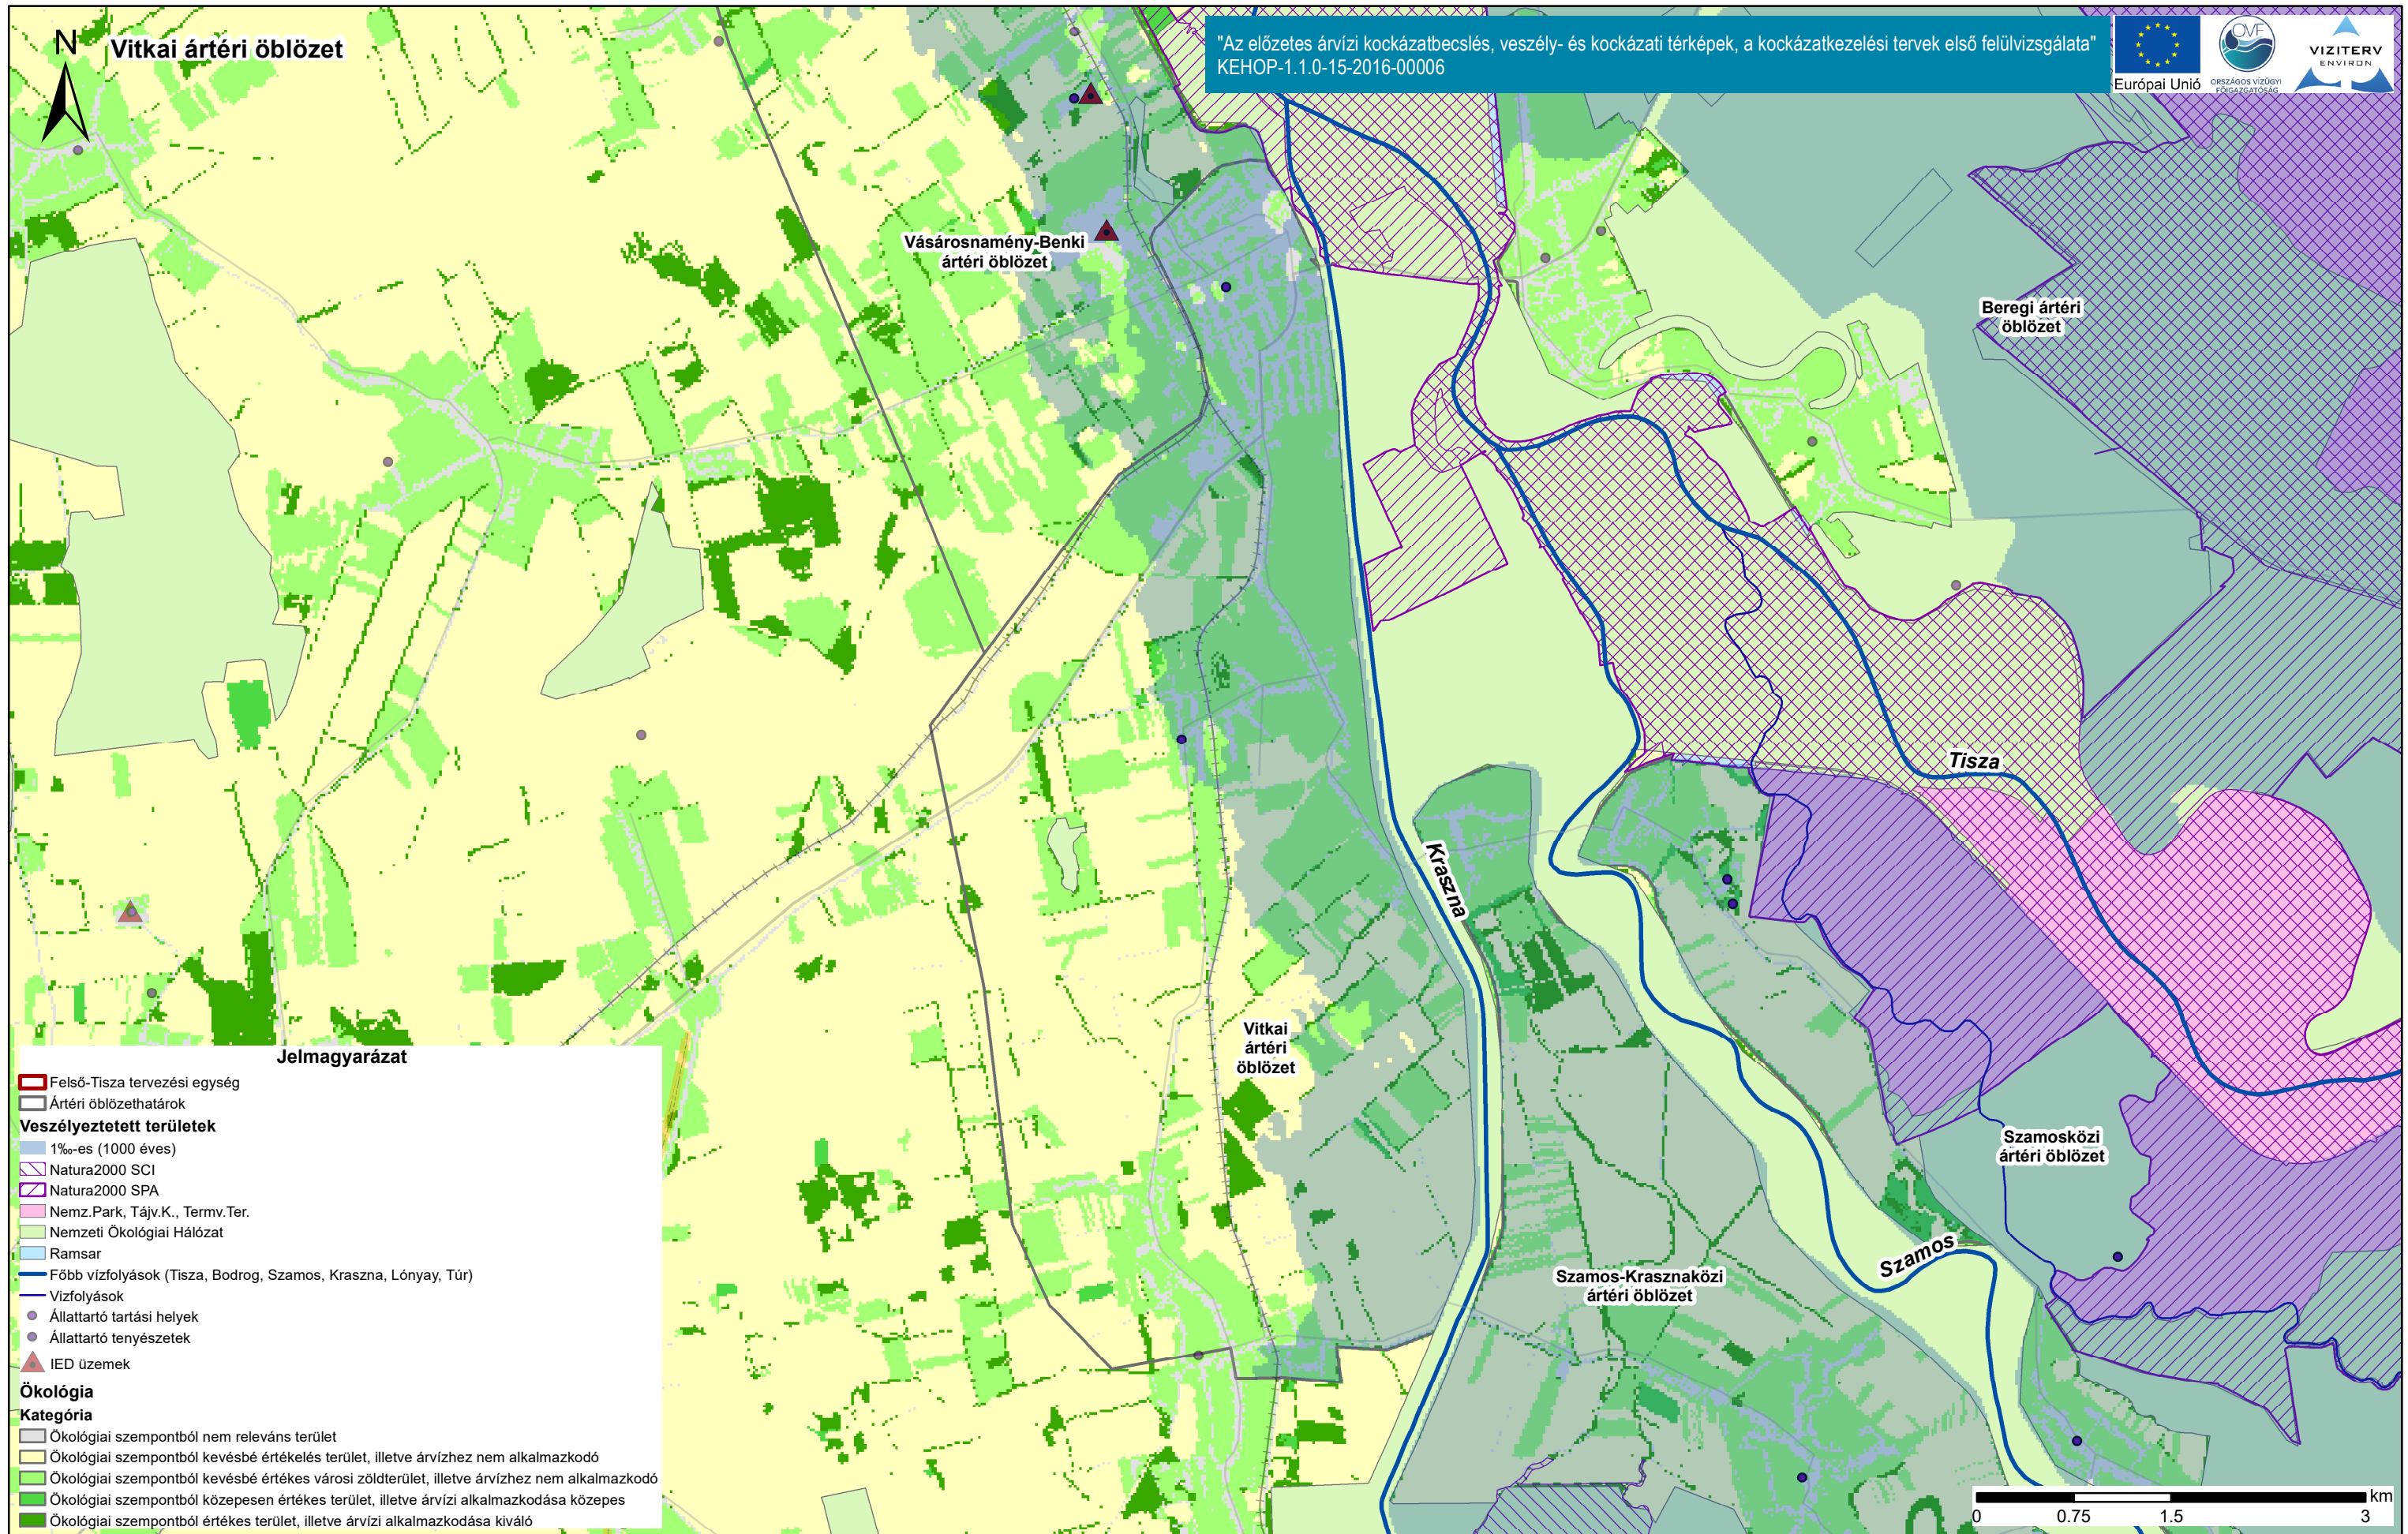 N
Vitkai ártéri öblözet
"Az előzetes árvízi kockázatbecslés, veszély- és kockázati térképek, a kockázatkezelési tervek első felülvizsgálata"
KEHOP-1.1.0-15-2016-00006
Európai Unió
OVF
ORSZÁGOS VÍZÜGYI
FŐIGAZGATÓSÁG
VIZITERV
ENVIRON
Vásárosnamény-Benki
ártéri öblözet
Beregi ártéri
öblözet
Tisza
Kraszna
Vitkai
ártéri
öblözet
Szamosközi
ártéri öblözet
Szamos
Szamos-Krasznaközi
ártéri öblözet
Jelmagyarázat
Felső-Tisza tervezési egység
Ártéri öblözethatárok
Veszélyeztetett területek
1‰-es (1000 éves)
Natura2000 SCI
Natura2000 SPA
Nemz.Park, Tájv.K., Termv.Ter.
Nemzeti Ökológiai Hálózat
Ramsar
Főbb vízfolyások (Tisza, Bodrog, Szamos, Kraszna, Lónyay, Túr)
Vizfolyások
Állattartó tartási helyek
Állattartó tenyészetek
IED üzemek
Ökológia
Kategória
Ökológiai szempontból nem releváns terület
Ökológiai szempontból kevésbé értékelés terület, illetve árvízhez nem alkalmazkodó
Ökológiai szempontból kevésbé értékes városi zöldterület, illetve árvízhez nem alkalmazkodó
Ökológiai szempontból közepesen értékes terület, illetve árvízi alkalmazkodása közepes
Ökológiai szempontból értékes terület, illetve árvízi alkalmazkodása kiváló
km
0 0.75 1.5 3